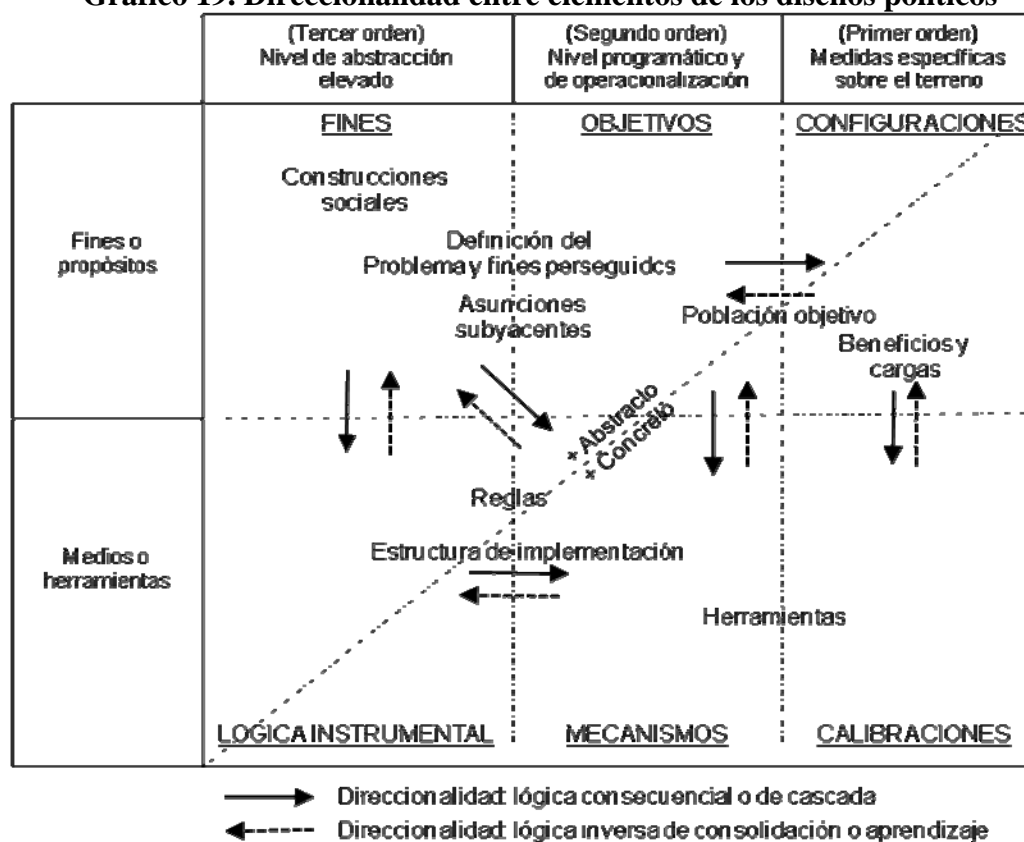 Gráfico 19. Direccionalidad entre elementos de los diseños políticos
(Tercer orden)
Nivel de abstracción
elevado
(Segundo orden)
Nivel programático y
de operacionalización
(Primer orden)
Medidas específicas
sobre el terreno
Fines o
propósitos
FINES
OBJETIVOS
CONFIGURACIONES
Construcciones
sociales
Definición del
Problema y fines perseguidos
Asunciones
subyacentes
Población objetivo
Beneficios y
cargas
+ Abstracto
+ Concreto
Medios o
herramientas
Reglas
Estructura de implementación
Herramientas
LOGICA INSTRUMENTAL
MECANISMOS
CALIBRACIONES
Direccionalidad: lógica consecuencial o de cascada
Direccionalidad: lógica inversa de consolidación o aprendizaje